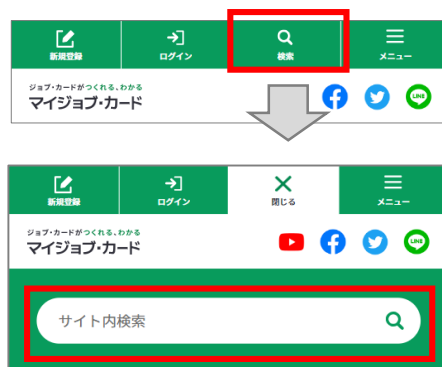 新規登録 ログイン 検索 メニュー
ジョブ・カードがつくれる、わかる
マイジョブ・カード
LINE
新規登録 ログイン 閉じる メニュー
ジョブ・カードがつくれる、わかる
マイジョブ・カード
LINE
サイト内検索